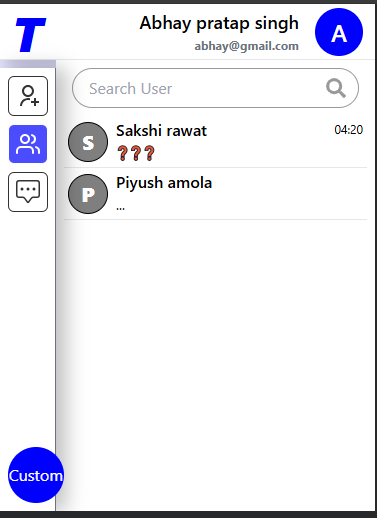 T
Abhay pratap singh
abhay@gmail.com
A
Search User
S
Sakshi rawat
04:20
❓❓❓
P
Piyush amola
...
Custom